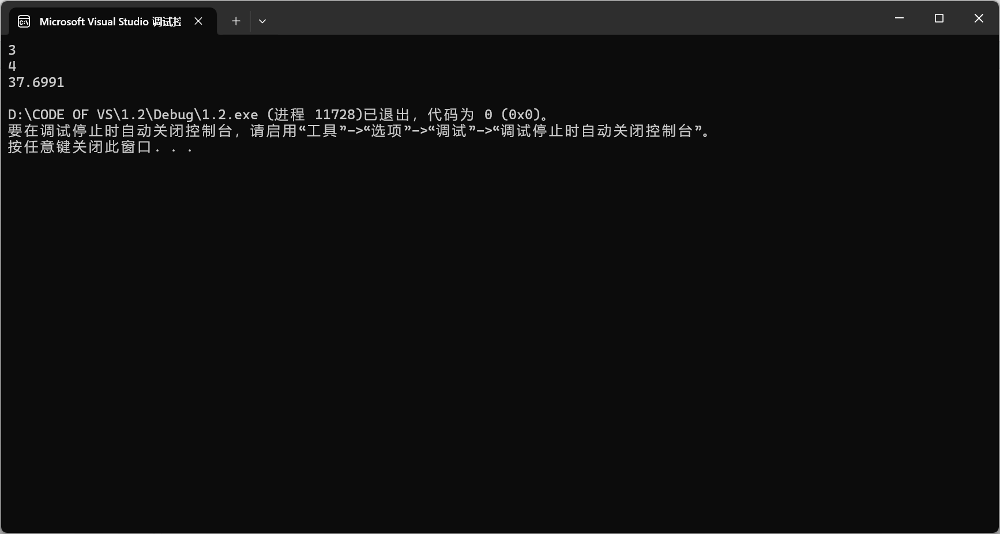 Microsoft Visual Studio 调试控
3
4
37.6991
D:\CODE OF VS\1.2\Debug\1.2.exe (进程 11728)已退出，代码为 0 (0x0)。
要在调试停止时自动关闭控制台，请启用“工具”->“选项”->“调试”->“调试停止时自动关闭控制台”。
按任意键关闭此窗口. . .